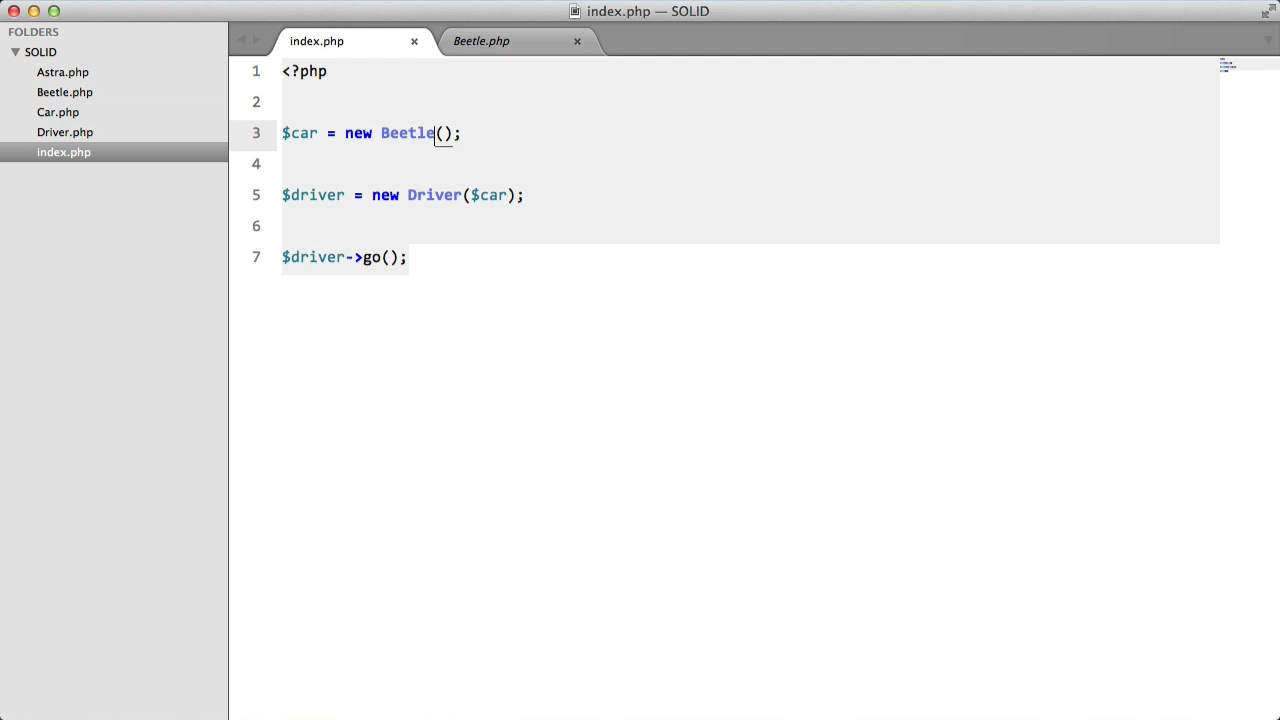 index.php — SOLID
FOLDERS
SOLID
Astra.php
Beetle.php
Car.php
Driver.php
index.php
index.php ×
Beetle.php ×
1 <?php
2
3 $car = new Beetle();
4
5 $driver = new Driver($car);
6
7 $driver->go();